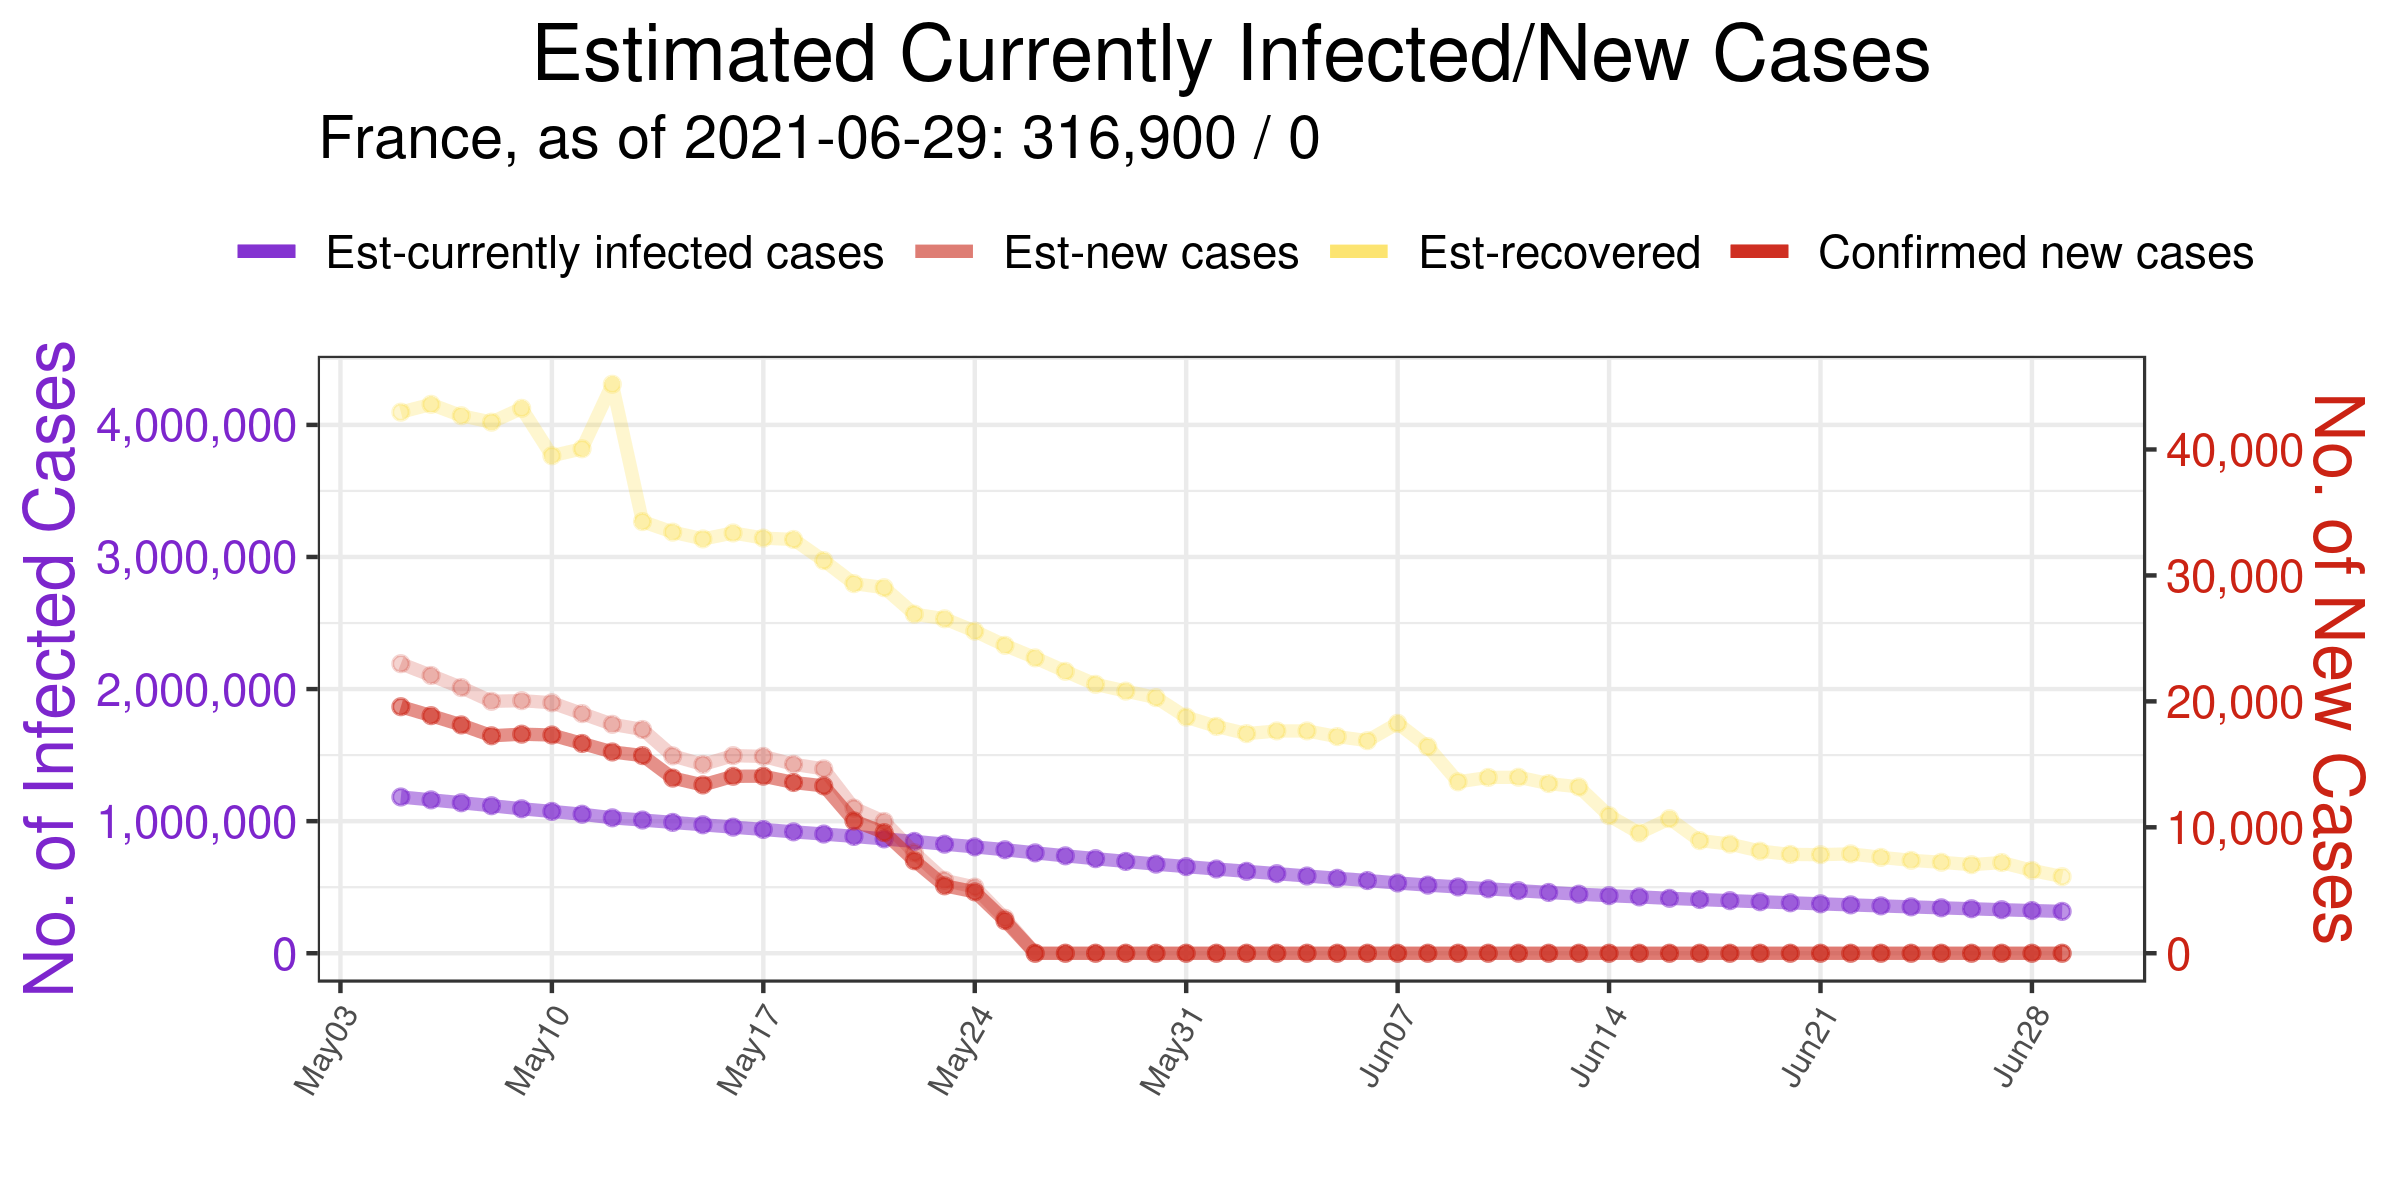 Estimated Currently Infected/New Cases
France, as of 2021-06-29: 316,900 / 0
Est-currently infected cases Est-new cases Est-recovered Confirmed new cases
No. of Infected Cases
4,000,000
3,000,000
2,000,000
1,000,000
0
40,000
30,000
20,000
10,000
0
No. of New Cases
May03 May10 May17 May24 May31 Jun07 Jun14 Jun21 Jun28